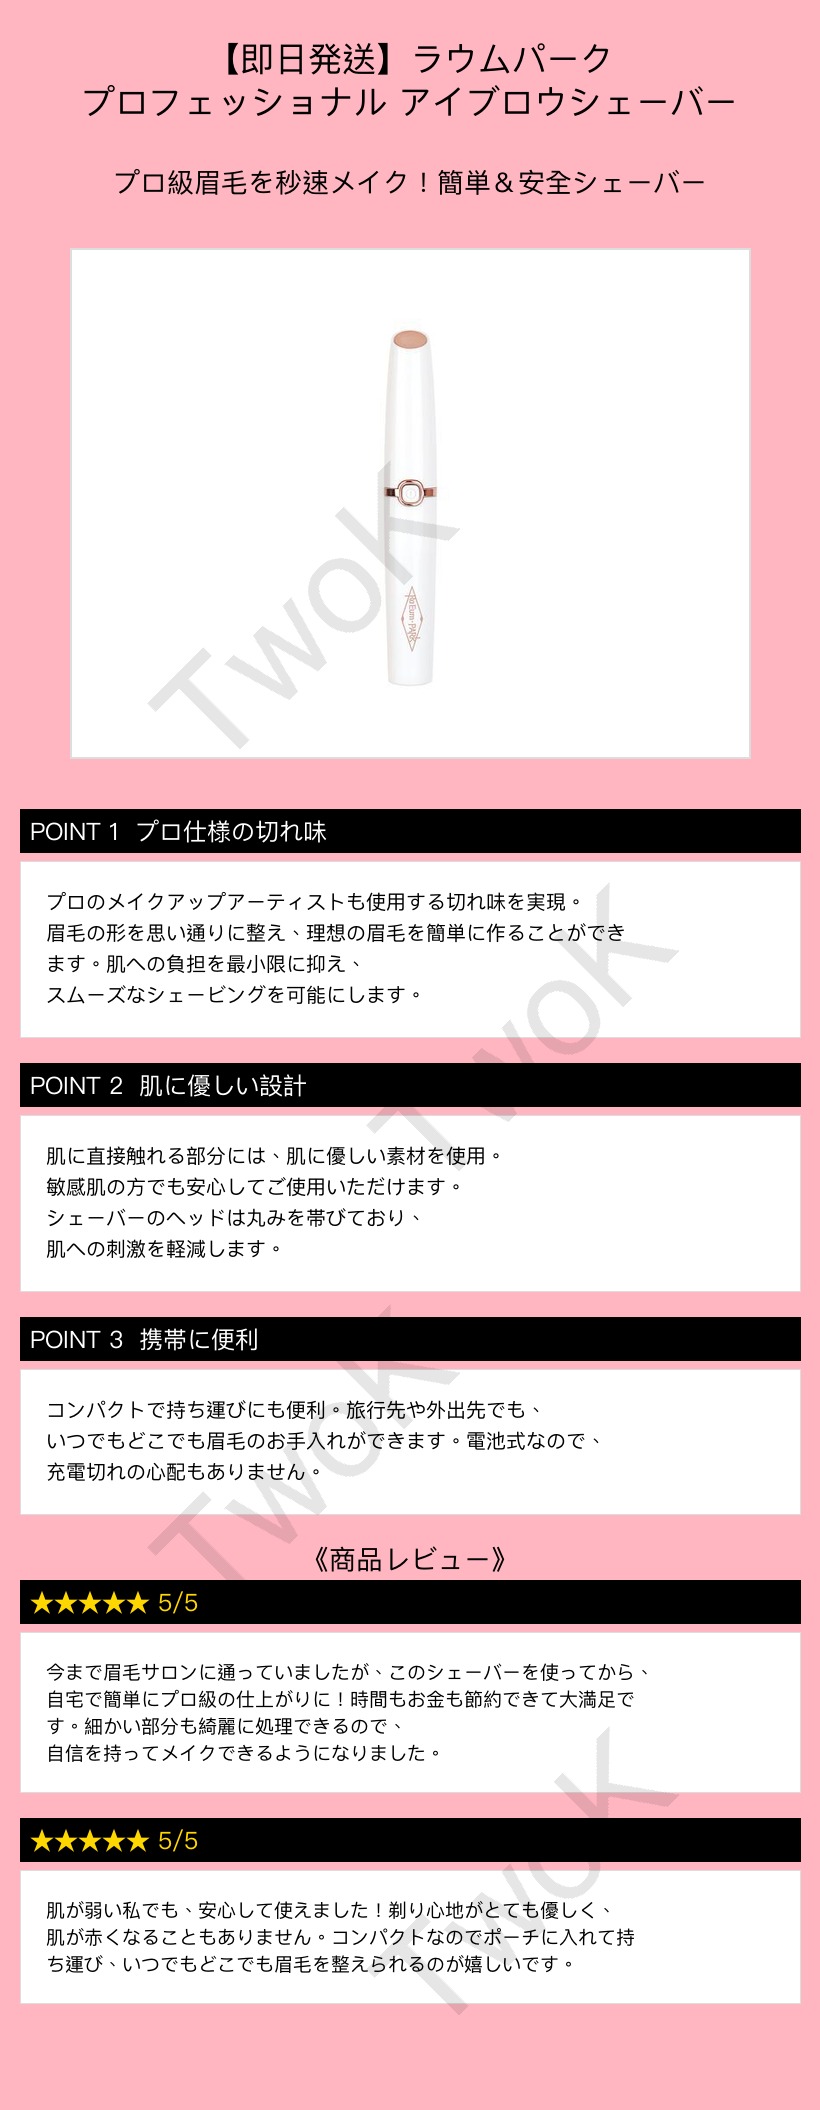 【即日発送】ラウムパーク
プロフェッショナル アイブロウシェーバー
プロ級眉毛を秒速メイク！簡単＆安全シェーバー
TwoK
POINT 1 プロ仕様の切れ味
プロのメイクアップアーティストも使用する切れ味を実現。
眉毛の形を思い通りに整え、理想の眉毛を簡単に作ることができ
ます。肌への負担を最小限に抑え、
スムーズなシェービングを可能にします。
TwoK
POINT 2 肌に優しい設計
肌に直接触れる部分には、肌に優しい素材を使用。
敏感肌の方でも安心してご使用いただけます。
シェーバーのヘッドは丸みを帯びており、
肌への刺激を軽減します。
POINT 3 携帯に便利
コンパクトで持ち運びにも便利。旅行先や外出先でも、
いつでもどこでも眉毛のお手入れができます。電池式なので、
充電切れの心配もありません。
TwoK
《商品レビュー》
★★★★★ 5/5
今まで眉毛サロンに通っていましたが、このシェーバーを使ってから、
自宅で簡単にプロ級の仕上がりに！時間もお金も節約できて大満足で
す。細かい部分も綺麗に処理できるので、
自信を持ってメイクできるようになりました。
★★★★★ 5/5
肌が弱い私でも、安心して使えました！剃り心地がとても優しく、
肌が赤くなることもありません。コンパクトなのでポーチに入れて持
ち運び、いつでもどこでも眉毛を整えられるのが嬉しいです。
TwoK